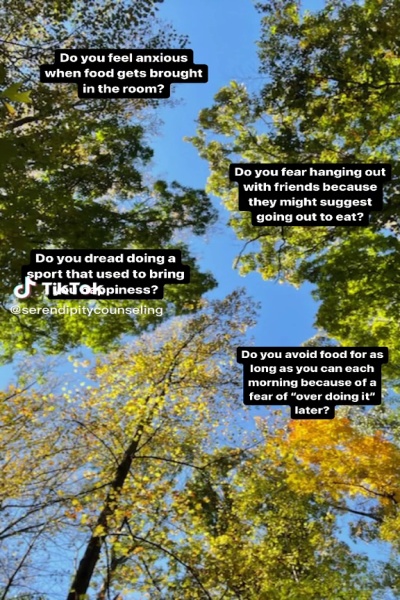 Do you feel anxious
when food gets brought
in the room?
Do you fear hanging out
with friends because
they might suggest
going out to eat?
Do you dread doing a
sport that used to bring
happiness?
TikTok
@serendipitycounseling
Do you avoid food for as
long as you can each
morning because of a
fear of "over doing it"
later?